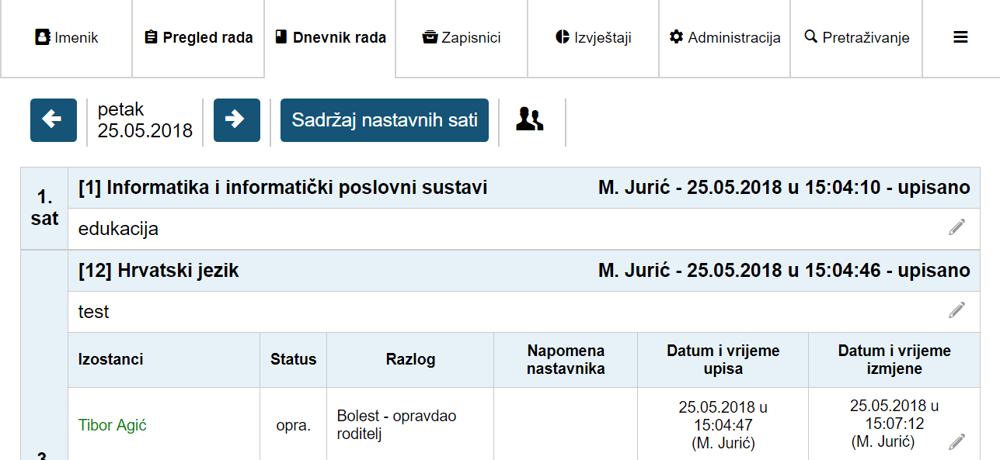 Imenik
Pregled rada
Dnevnik rada
Zapisnici
Izvještaji
Administracija
Pretraživanje
petak
25.05.2018
Sadržaj nastavnih sati
1.
sat
[1] Informatika i informatički poslovni sustavi
M. Jurić - 25.05.2018 u 15:04:10 - upisano
edukacija
[12] Hrvatski jezik
M. Jurić - 25.05.2018 u 15:04:46 - upisano
test
Izostanci
Status
Razlog
Napomena
nastavnika
Datum i vrijeme
upisa
Datum i vrijeme
izmjene
Tibor Agić
opra.
Bolest - opravdao
roditelj
25.05.2018 u
15:04:47
(M. Jurić)
25.05.2018 u
15:07:12
(M. Jurić)
3.